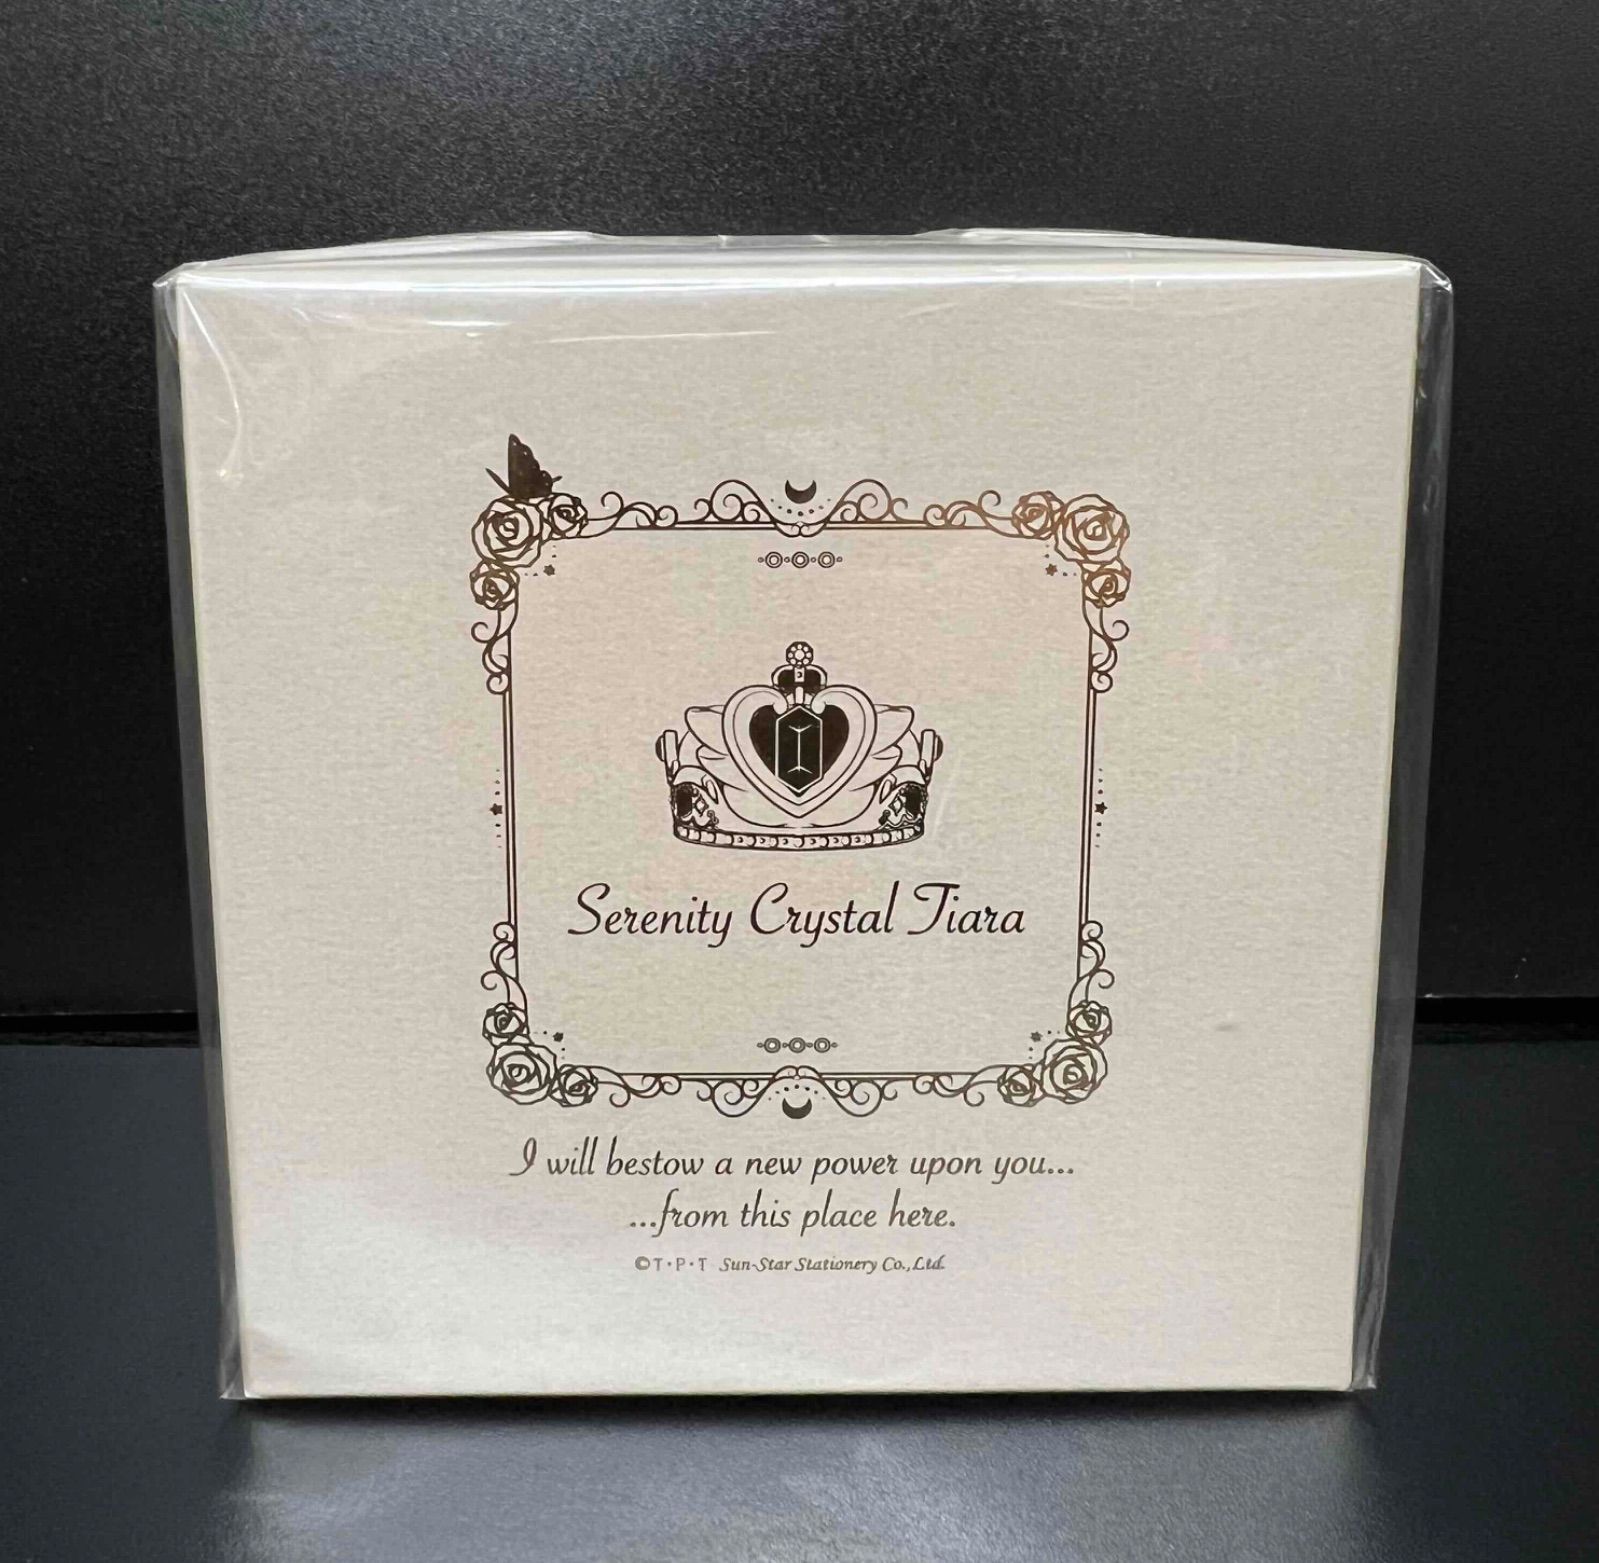 Serenity Crystal Tiara
I will bestow a new power upon you...
...from this place here.
©T・P・T Sun-Star Stationery Co.,Ltd.